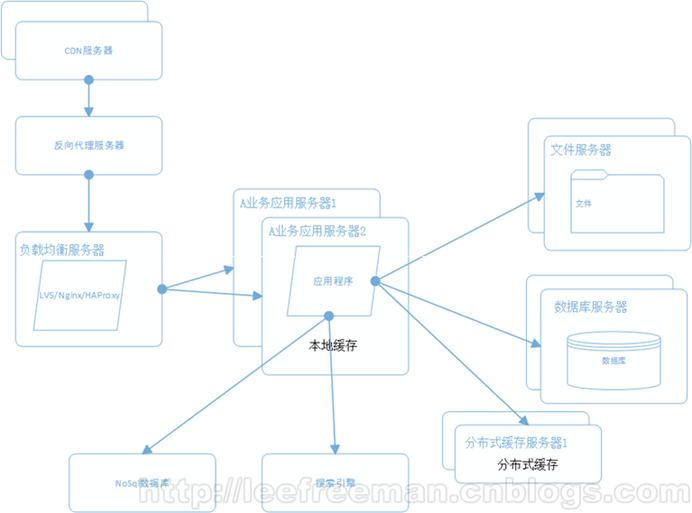 CDN服务器
反向代理服务器
负载均衡服务器
LVS/Nginx/HAProxy
A业务应用服务器1
A业务应用服务器2
应用程序
本地缓存
文件服务器
文件
数据库服务器
数据库
分布式缓存服务器1
分布式缓存
NoSql数据库
搜索引擎
http://leefreeman.cnblogs.com